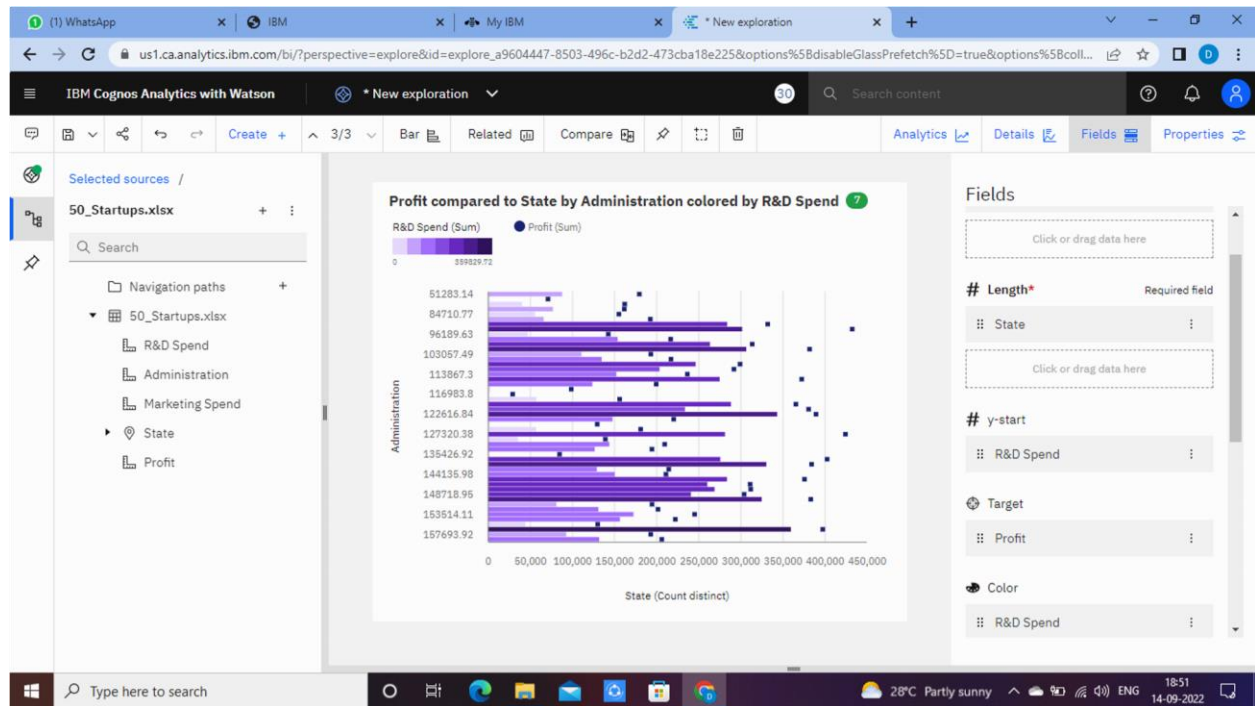 (1) WhatsApp
IBM
My IBM
* New exploration
us1.ca.analytics.ibm.com/bi/?perspective=explore&id=explore_a9604447-8503-496c-b2d2-473cba18e225&options%5BdisableGlassPrefetch%5D=true&options%5Bcoll...
D
IBM Cognos Analytics with Watson
* New exploration
30
Search content
Create +
3/3
Bar
Related
Compare
Analytics
Details
Fields
Properties
Selected sources /
50_Startups.xlsx
Search
Navigation paths
50_Startups.xlsx
R&D Spend
Administration
Marketing Spend
State
Profit
Profit compared to State by Administration colored by R&D Spend 7
R&D Spend (Sum)
Profit (Sum)
0 389829.72
Administration
51283.14
84710.77
96189.63
103057.49
113867.3
116983.8
122616.84
127320.38
135426.92
144135.98
148718.95
153514.11
157693.92
0 50,000 100,000 150,000 200,000 250,000 300,000 350,000 400,000 450,000
State (Count distinct)
Fields
Click or drag data here
# Length* Required field
State
Click or drag data here
# y-start
R&D Spend
Target
Profit
Color
R&D Spend
Type here to search
28°C Partly sunny
ENG
18:51
14-09-2022